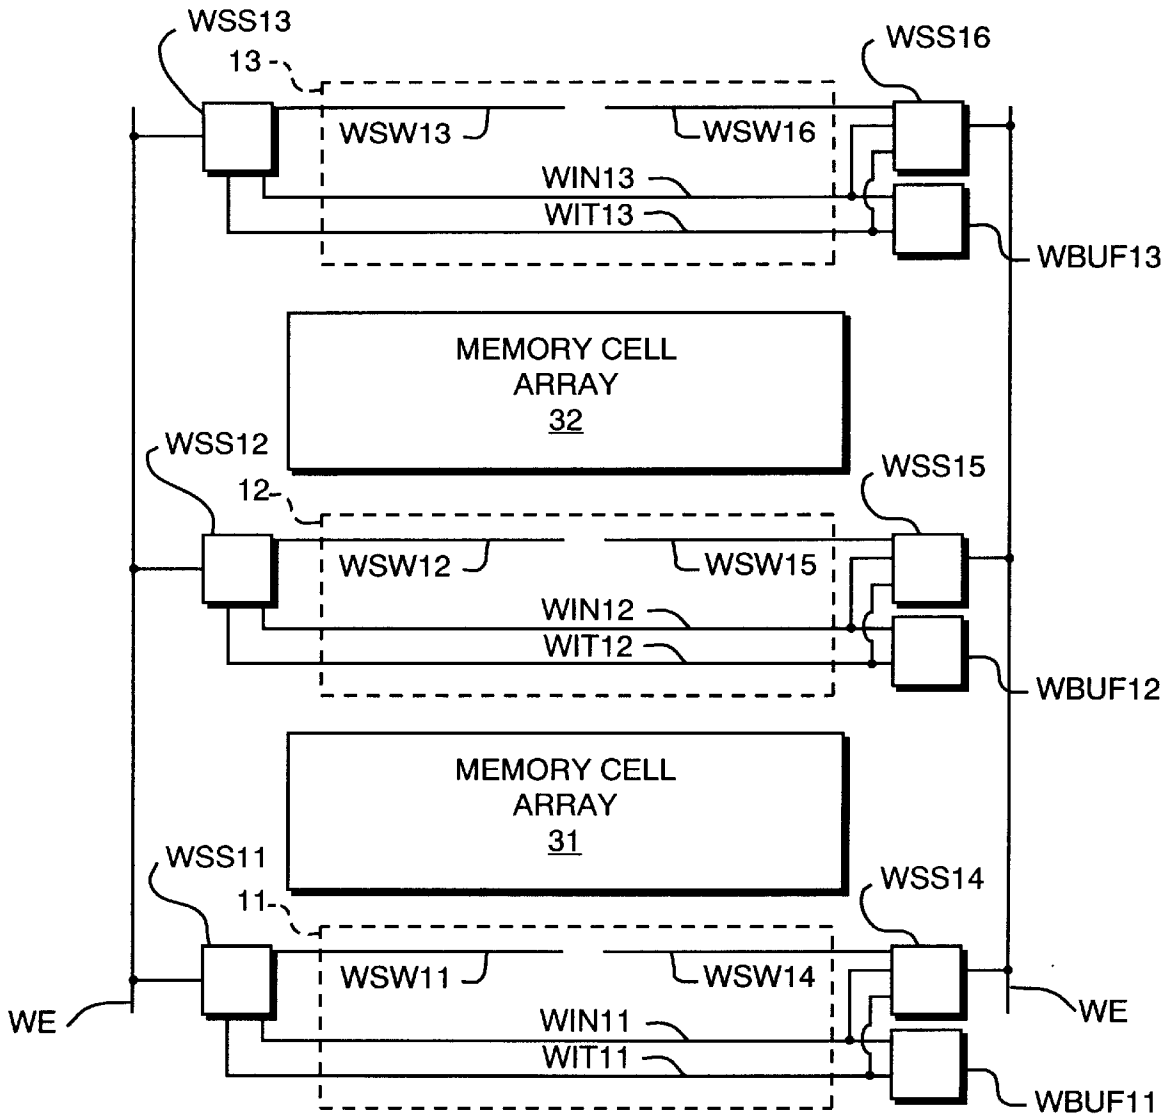 WSS13
WSS16
13
WSW13
WSW16
WIN13
WIT13
WBUF13
MEMORY CELL
ARRAY
32
WSS12
WSS15
12
WSW12
WSW15
WIN12
WIT12
WBUF12
MEMORY CELL
ARRAY
31
WSS11
WSS14
11
WSW11
WSW14
WE
WE
WIN11
WIT11
WBUF11